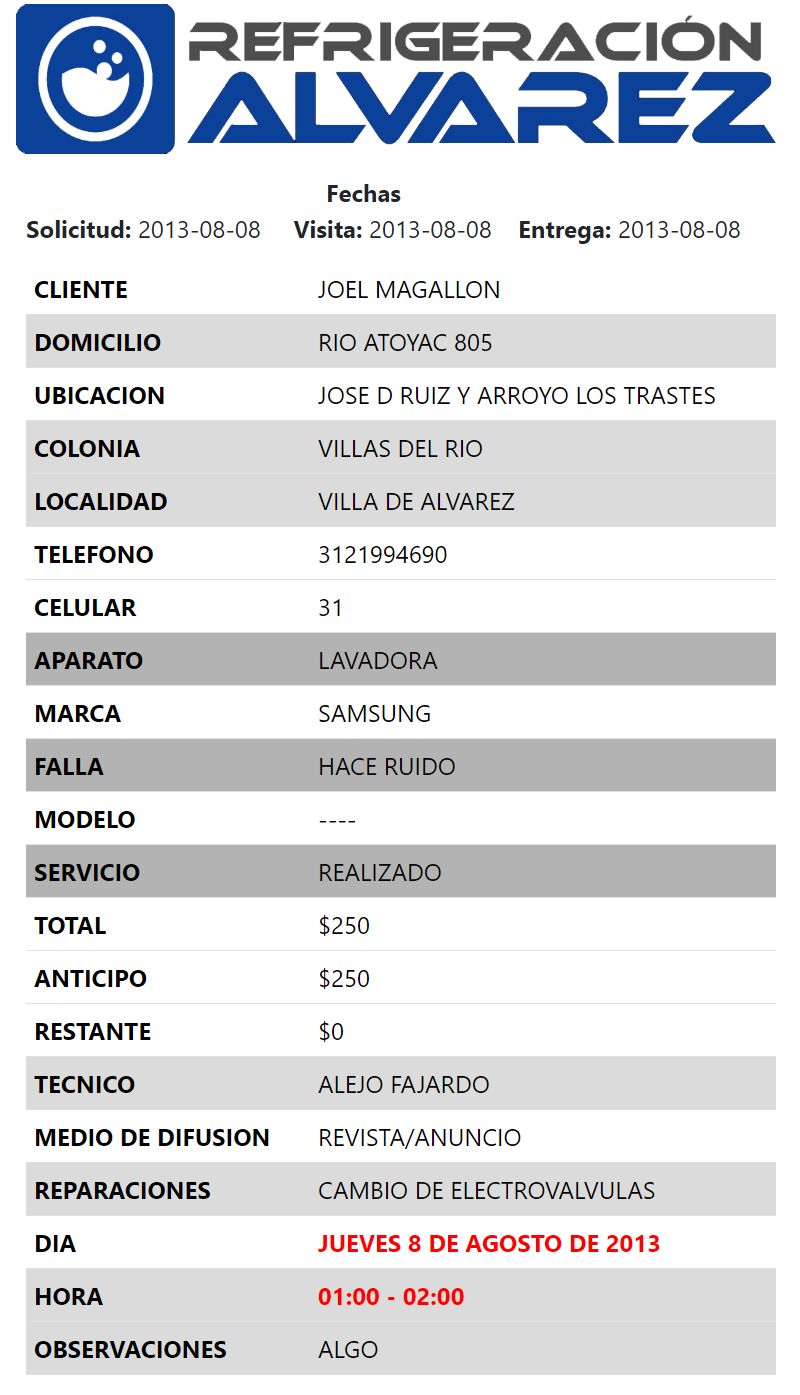 REFRIGERACIÓN
ALVAREZ
Fechas
Solicitud: 2013-08-08 Visita: 2013-08-08 Entrega: 2013-08-08
CLIENTE JOEL MAGALLON
DOMICILIO RIO ATOYAC 805
UBICACION JOSE D RUIZ Y ARROYO LOS TRASTES
COLONIA VILLAS DEL RIO
LOCALIDAD VILLA DE ALVAREZ
TELEFONO 3121994690
CELULAR 31
APARATO LAVADORA
MARCA SAMSUNG
FALLA HACE RUIDO
MODELO ----
SERVICIO REALIZADO
TOTAL $250
ANTICIPO $250
RESTANTE $0
TECNICO ALEJO FAJARDO
MEDIO DE DIFUSION REVISTA/ANUNCIO
REPARACIONES CAMBIO DE ELECTROVALVULAS
DIA JUEVES 8 DE AGOSTO DE 2013
HORA 01:00 - 02:00
OBSERVACIONES ALGO